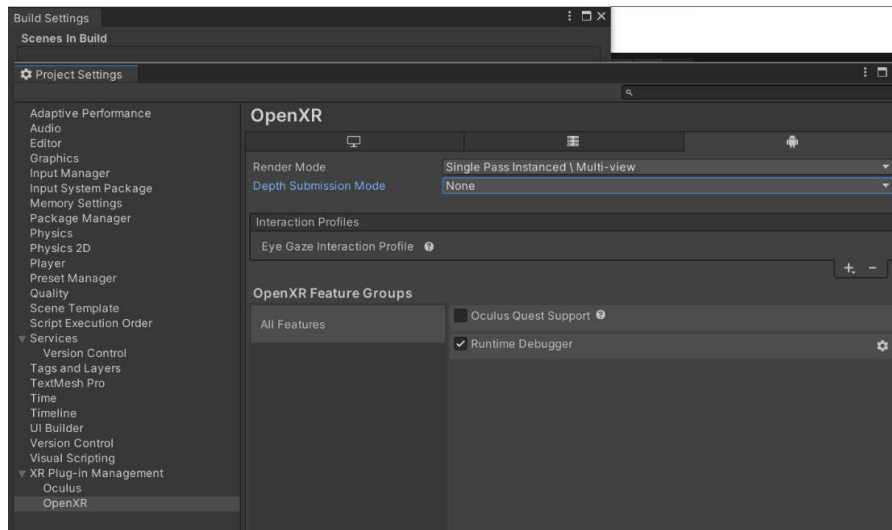 Build Settings
Scenes In Build
Project Settings
Adaptive Performance
Audio
Editor
Graphics
Input Manager
Input System Package
Memory Settings
Package Manager
Physics
Physics 2D
Player
Preset Manager
Quality
Scene Template
Script Execution Order
Services
Version Control
Tags and Layers
TextMesh Pro
Time
Timeline
UI Builder
Version Control
Visual Scripting
XR Plug-in Management
Oculus
OpenXR
OpenXR
Render Mode Single Pass Instanced \ Multi-view
Depth Submission Mode None
Interaction Profiles
Eye Gaze Interaction Profile
OpenXR Feature Groups
All Features
Oculus Quest Support
Runtime Debugger